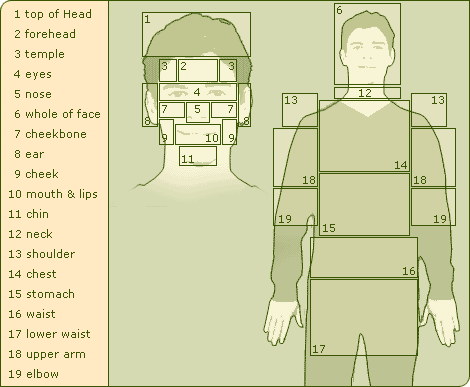 1 top of Head
2 forehead
3 temple
4 eyes
5 nose
6 whole of face
7 cheekbone
8 ear
9 cheek
10 mouth & lips
11 chin
12 neck
13 shoulder
14 chest
15 stomach
16 waist
17 lower waist
18 upper arm
19 elbow
1
3 2 3
4
7 5 7
8 8
9 10 9
11
6
12
13 13
14
18 18
19 15 19
16
17